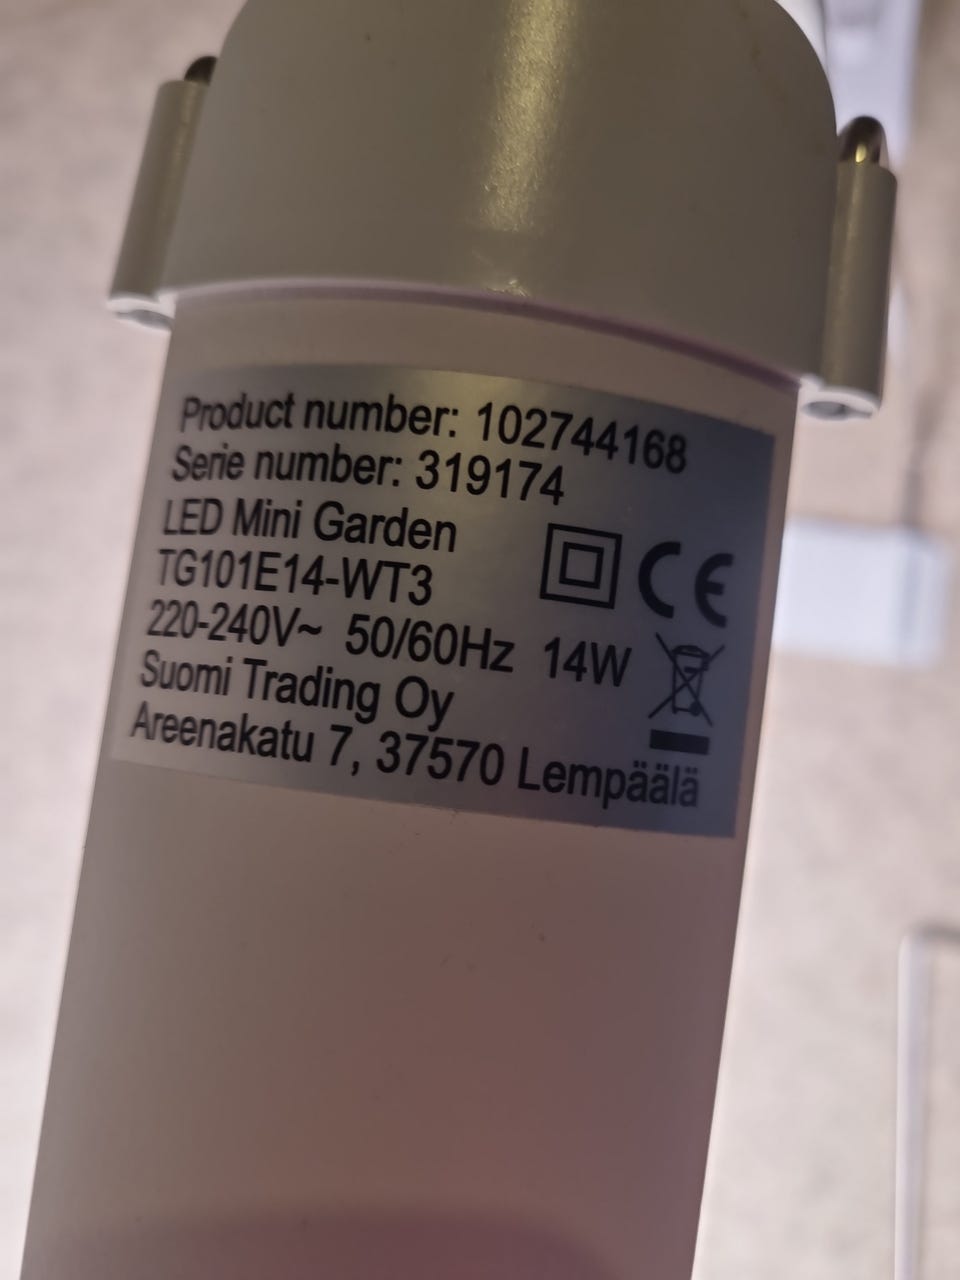 Product number: 102744168
Serie number: 319174
LED Mini Garden
TG101E14-WT3
220-240V~ 50/60Hz 14W
CE
Suomi Trading Oy
Areenakatu 7, 37570 Lempäälä